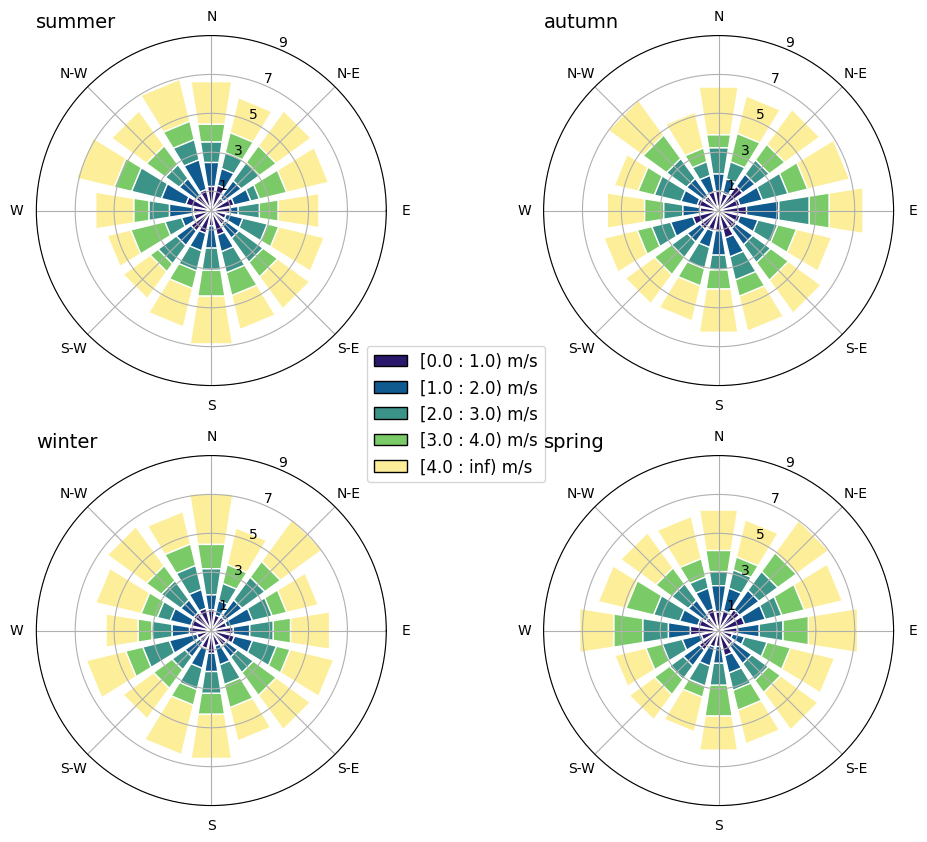 summer
N
9
N-W
N-E
7
5
3
1
W
E
S-W
S-E
S
autumn
N
9
N-W
N-E
7
5
3
1
W
E
S-W
S-E
S
[0.0 : 1.0) m/s
[1.0 : 2.0) m/s
[2.0 : 3.0) m/s
[3.0 : 4.0) m/s
[4.0 : inf) m/s
winter
N
9
N-W
N-E
7
5
3
1
W
E
S-W
S-E
S
spring
N
9
N-W
N-E
7
5
3
1
W
E
S-W
S-E
S